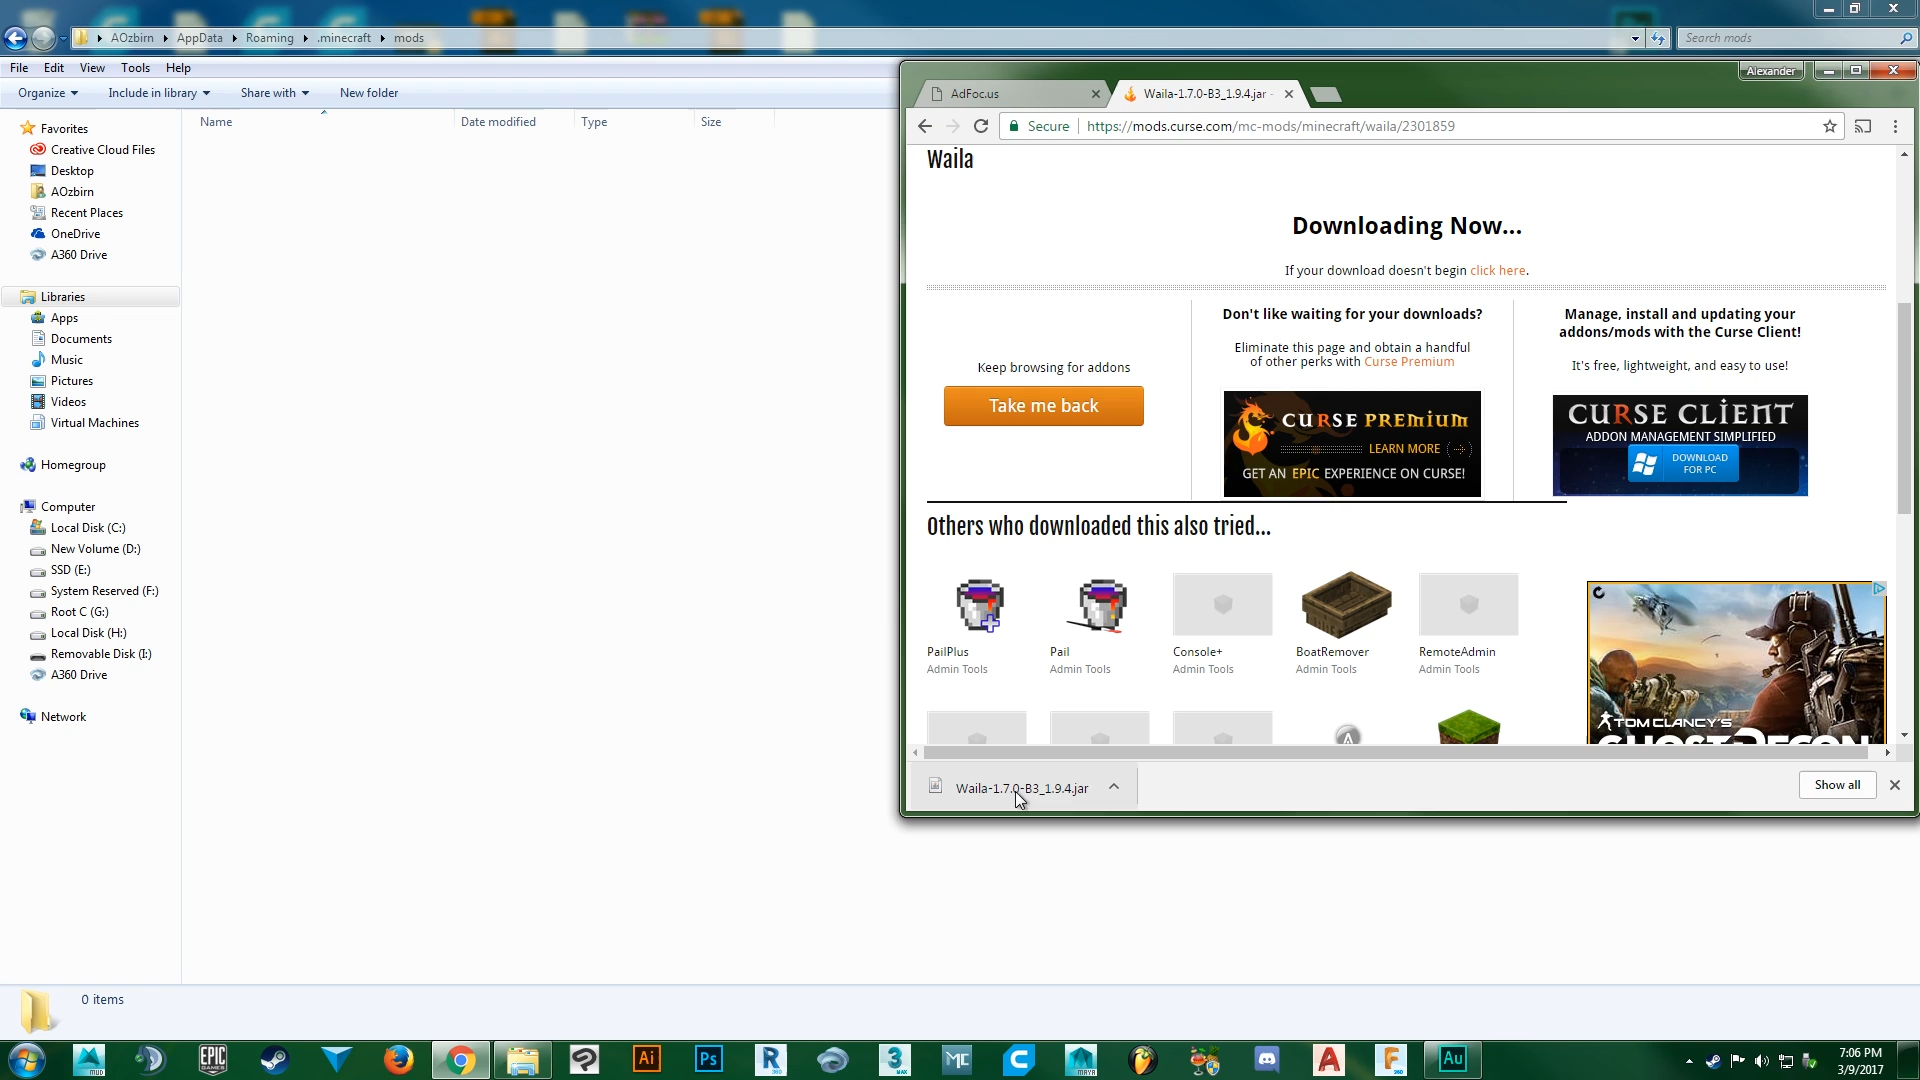 AOzbirn
AppData
Roaming
.minecraft
mods
Search mods
File Edit View Tools Help
Organize
Include in library
Share with
New folder
Name
Date modified
Type
Size
Favorites
Creative Cloud Files
Desktop
AOzbirn
Recent Places
OneDrive
A360 Drive
Libraries
Apps
Documents
Music
Pictures
Videos
Virtual Machines
Homegroup
Computer
Local Disk (C:)
New Volume (D:)
SSD (E:)
System Reserved (F:)
Root C (G:)
Local Disk (H:)
Removable Disk (I:)
A360 Drive
Network
0 items
Alexander
AdFoc.us
Waila-1.7.0-B3_1.9.4.jar -
Secure
https://mods.curse.com/mc-mods/minecraft/waila/2301859
Waila
Downloading Now...
If your download doesn't begin click here.
Keep browsing for addons
Take me back
Don't like waiting for your downloads?
Eliminate this page and obtain a handful
of other perks with Curse Premium
CURSE PREMIUM
LEARN MORE
GET AN EPIC EXPERIENCE ON CURSE!
Manage, install and updating your
addons/mods with the Curse Client!
It's free, lightweight, and easy to use!
CURSE CLIENT
ADDON MANAGEMENT SIMPLIFIED
DOWNLOAD
FOR PC
Others who downloaded this also tried...
PailPlus
Admin Tools
Pail
Admin Tools
Console+
Admin Tools
BoatRemover
Admin Tools
RemoteAdmin
Admin Tools
TOM CLANCY'S
GHOST RECON
Waila-1.7.0-B3_1.9.4.jar
Show all
MUD
EPIC
GAMES
Ai
Ps
R
360
3
MAX
MC
C
MAYA
A
F
360
Au
7:06 PM
3/9/2017